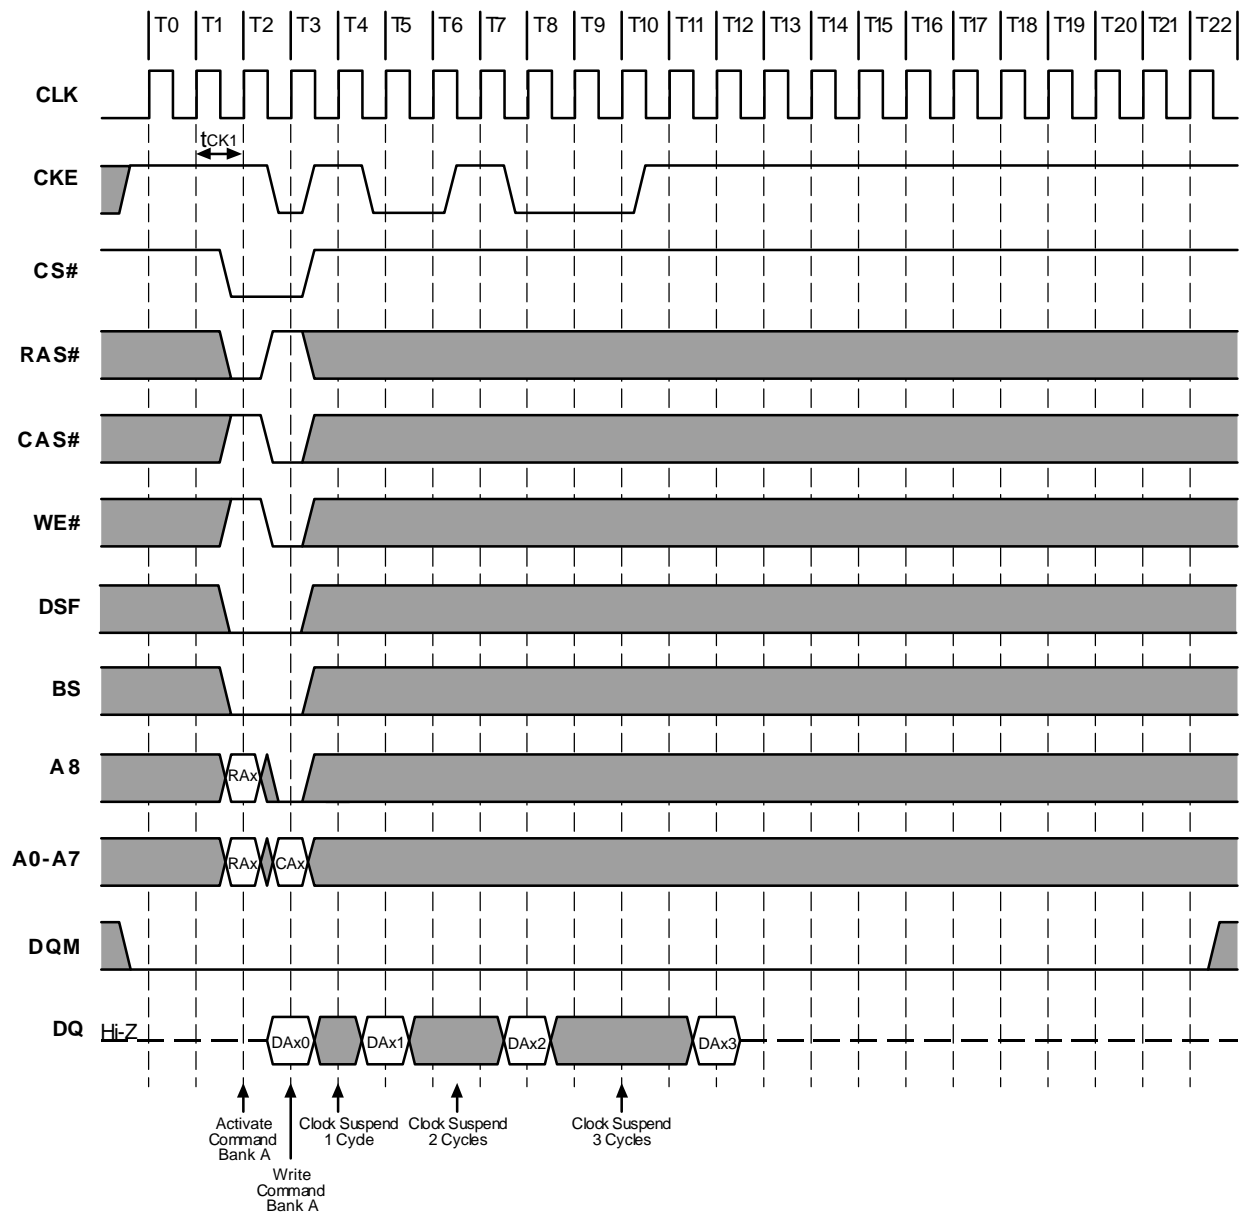 T0 T1 T2 T3 T4 T5 T6 T7 T8 T9 T10 T11 T12 T13 T14 T15 T16 T17 T18 T19 T20 T21 T22
CLK
tCK1
CKE
CS#
RAS#
CAS#
WE#
DSF
BS
A8
RAx
A0-A7
RAx CAx
DQM
DQ
Hi-Z
DAx0 DAx1 DAx2 DAx3
Activate
Command
Bank A
Write
Command
Bank A
Clock Suspend
1 Cycle
Clock Suspend
2 Cycles
Clock Suspend
3 Cycles